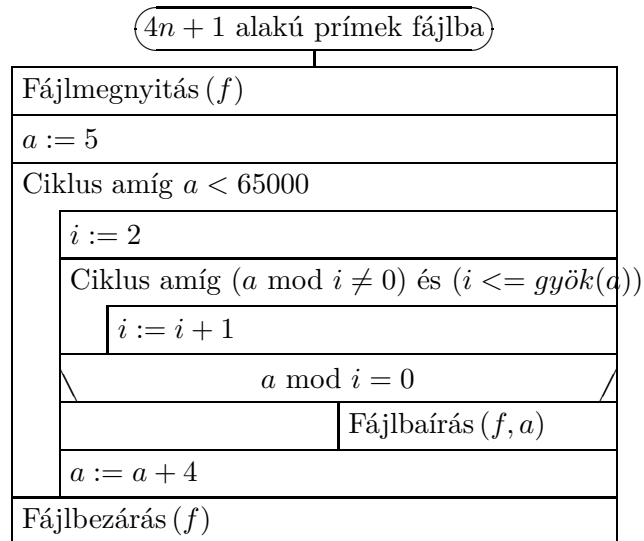 4n + 1 alakú prímek fájlba
Fájlmegnyitás (f)
a := 5
Ciklus amíg a < 65000
i := 2
Ciklus amíg (a mod i ≠ 0) és (i <= gyök(a))
i := i + 1
a mod i = 0
Fájlbaírás (f, a)
a := a + 4
Fájlbezárás (f)